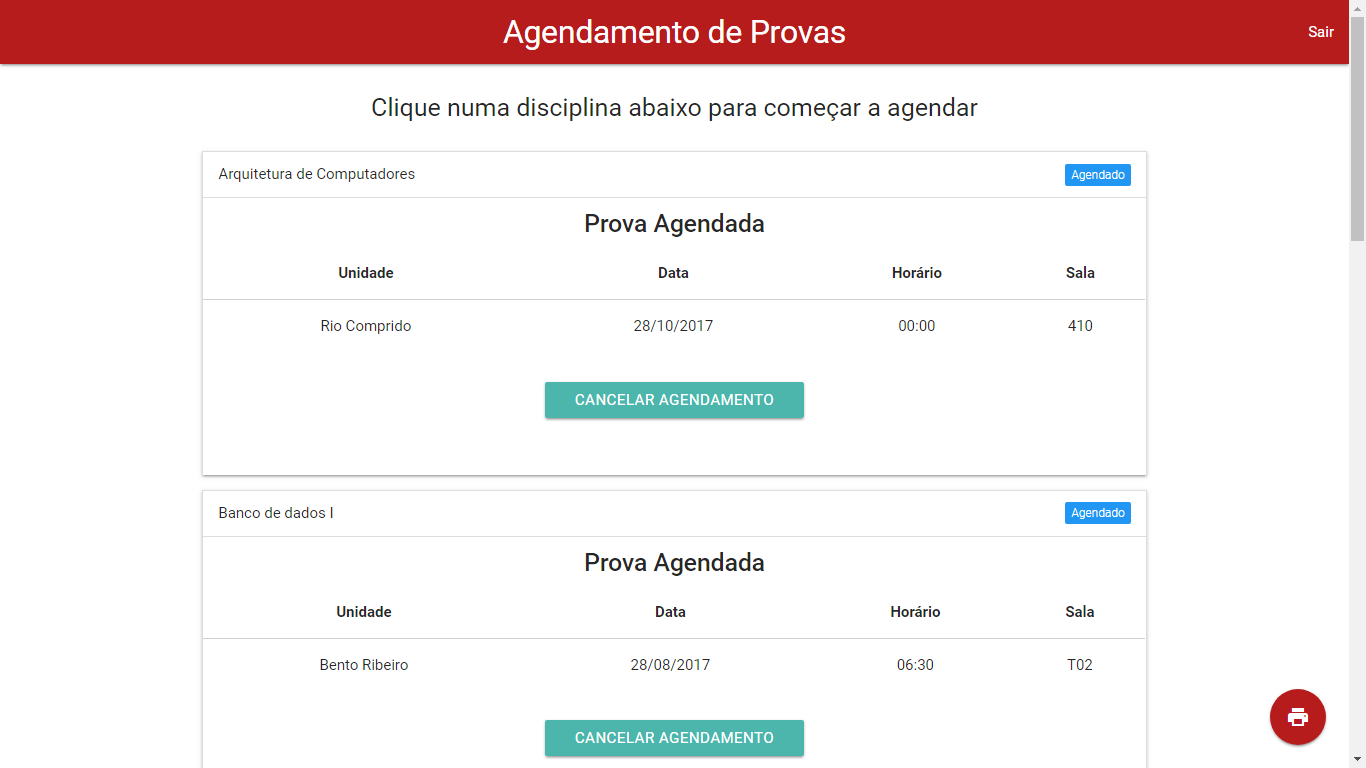 Agendamento de Provas
Sair
Clique numa disciplina abaixo para começar a agendar
Arquitetura de Computadores Agendado
Prova Agendada
Unidade Data Horário Sala
Rio Comprido 28/10/2017 00:00 410
CANCELAR AGENDAMENTO
Banco de dados I Agendado
Prova Agendada
Unidade Data Horário Sala
Bento Ribeiro 28/08/2017 06:30 T02
CANCELAR AGENDAMENTO